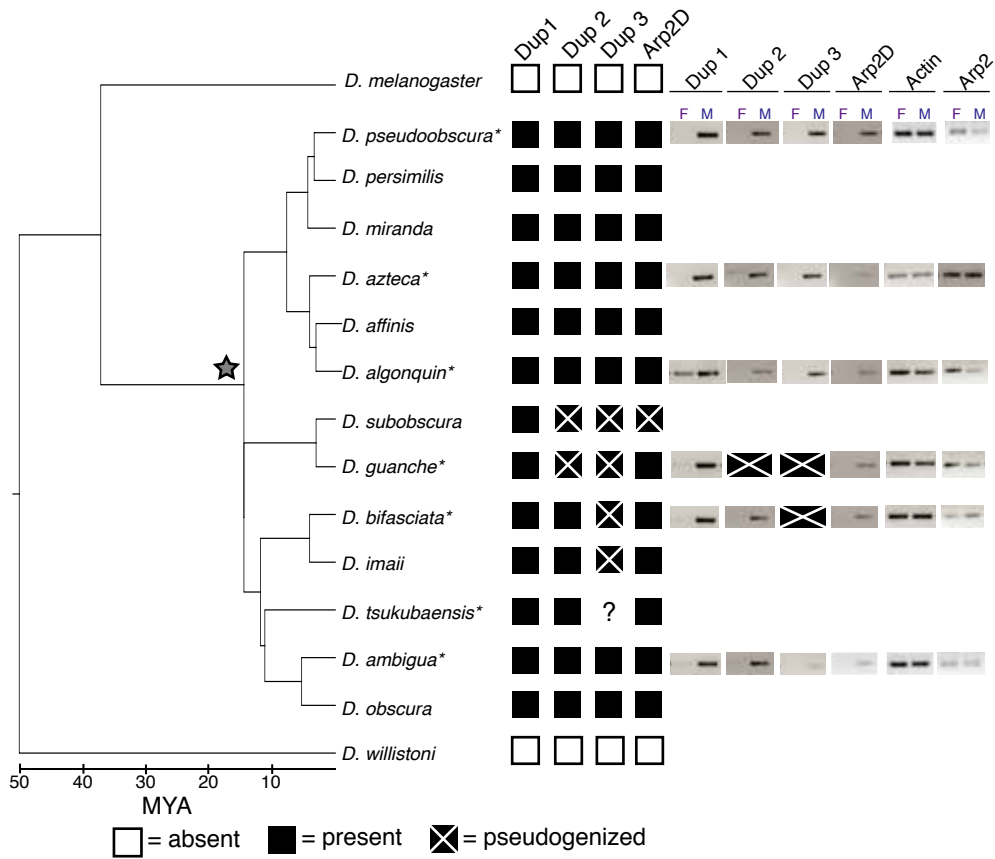 Dup1 Dup 2 Dup 3 Arp2D
Dup 1 Dup 2 Dup 3 Arp2D Actin Arp2
F M F M F M F M F M F M
D. melanogaster
D. pseudoobscura*
D. persimilis
D. miranda
D. azteca*
D. affinis
D. algonquin*
D. subobscura
D. guanche*
D. bifasciata*
D. imaii
D. tsukubaensis* ?
D. ambigua*
D. obscura
D. willistoni
50 40 30 20 10
MYA
= absent = present = pseudogenized